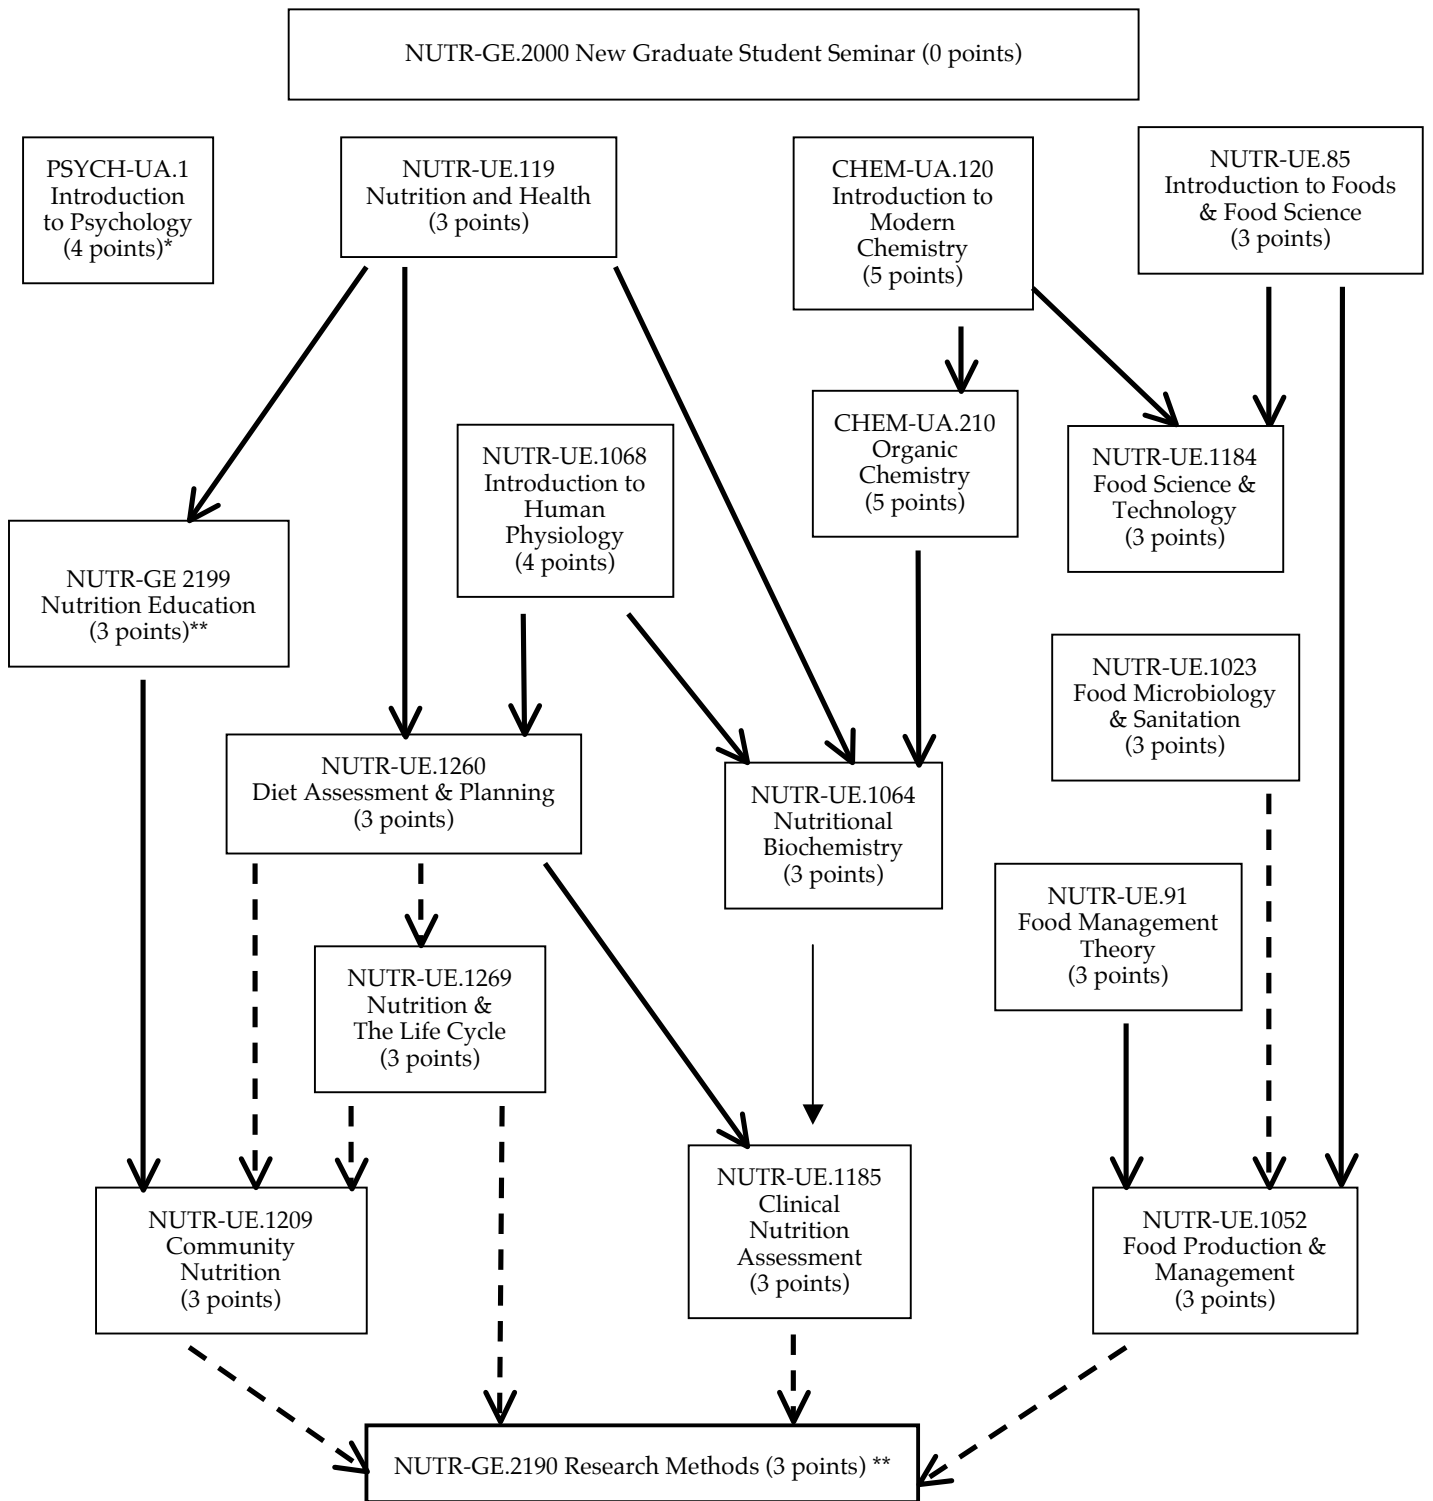 NUTR-GE.2000 New Graduate Student Seminar (0 points)
PSYCH-UA.1
Introduction
to Psychology
(4 points)*
NUTR-UE.119
Nutrition and Health
(3 points)
CHEM-UA.120
Introduction to
Modern
Chemistry
(5 points)
NUTR-UE.85
Introduction to Foods
& Food Science
(3 points)
CHEM-UA.210
Organic
Chemistry
(5 points)
NUTR-UE.1068
Introduction to
Human
Physiology
(4 points)
NUTR-UE.1184
Food Science &
Technology
(3 points)
NUTR-GE 2199
Nutrition Education
(3 points)**
NUTR-UE.1023
Food Microbiology
& Sanitation
(3 points)
NUTR-UE.1260
Diet Assessment & Planning
(3 points)
NUTR-UE.1064
Nutritional
Biochemistry
(3 points)
NUTR-UE.91
Food Management
Theory
(3 points)
NUTR-UE.1269
Nutrition &
The Life Cycle
(3 points)
NUTR-UE.1209
Community
Nutrition
(3 points)
NUTR-UE.1185
Clinical
Nutrition
Assessment
(3 points)
NUTR-UE.1052
Food Production &
Management
(3 points)
NUTR-GE.2190 Research Methods (3 points) **